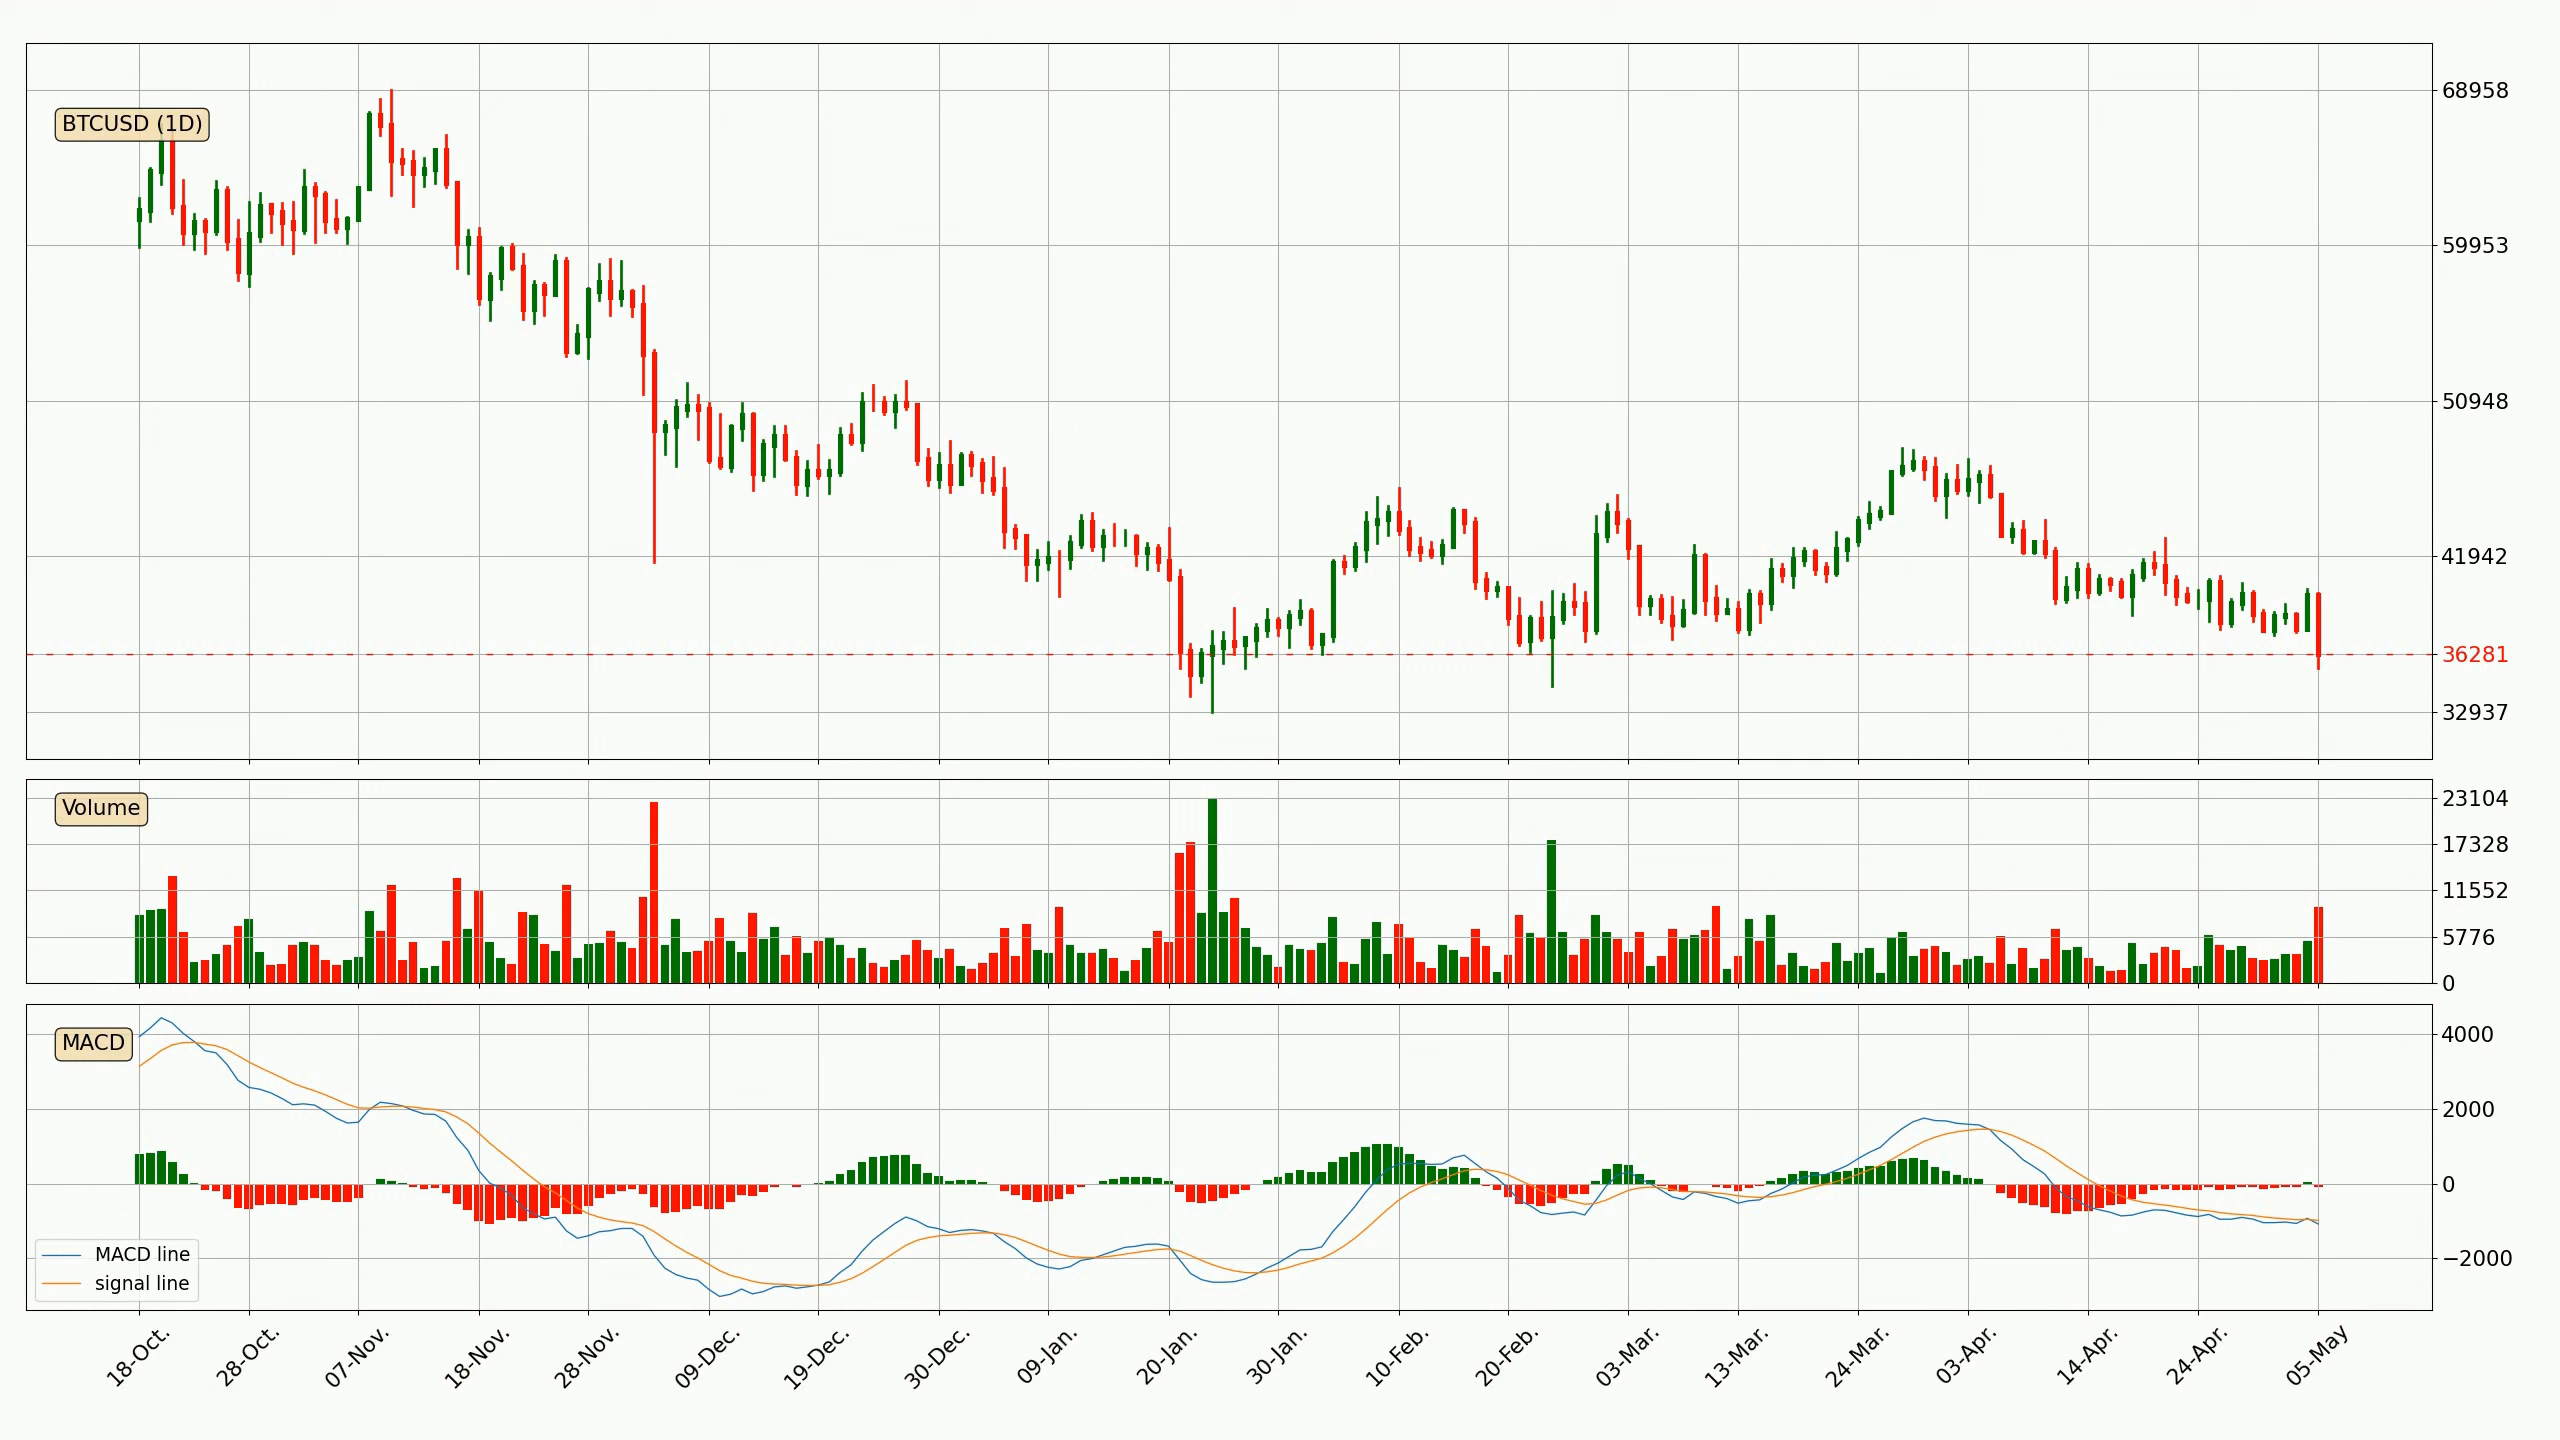 BTCUSD (1D)
68958
59953
50948
41942
36281
32937
Volume
23104
17328
11552
5776
0
MACD
4000
2000
0
−2000
MACD line
signal line
18-Oct. 28-Oct. 07-Nov. 18-Nov. 28-Nov. 09-Dec. 19-Dec. 30-Dec. 09-Jan. 20-Jan. 30-Jan. 10-Feb. 20-Feb. 03-Mar. 13-Mar. 24-Mar. 03-Apr. 14-Apr. 24-Apr. 05-May